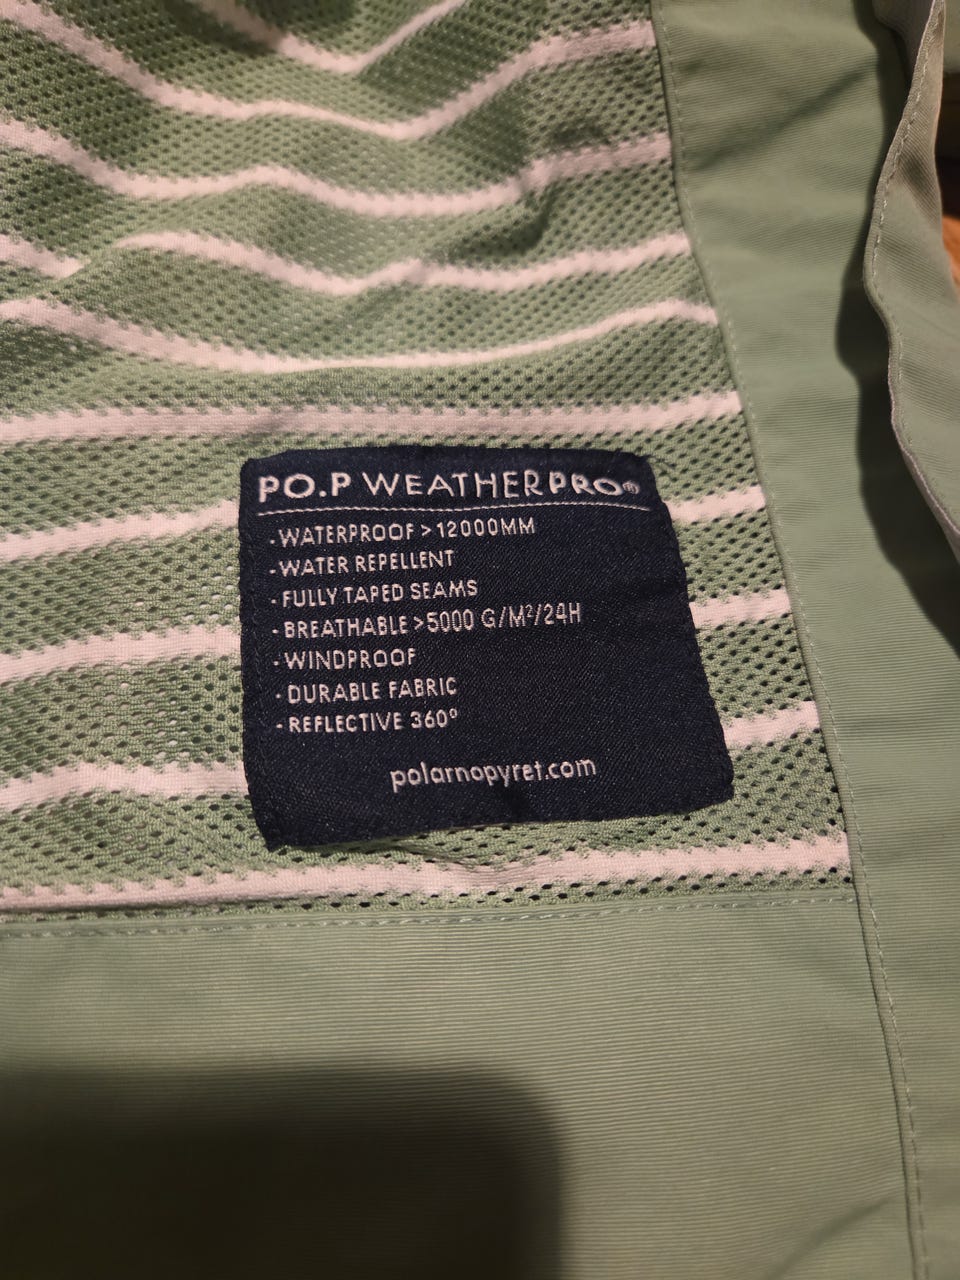 PO.P WEATHERPRO®
- WATERPROOF > 12000MM
- WATER REPELLENT
- FULLY TAPED SEAMS
- BREATHABLE >5000 G/M²/24H
- WINDPROOF
- DURABLE FABRIC
- REFLECTIVE 360°
polarnopyret.com